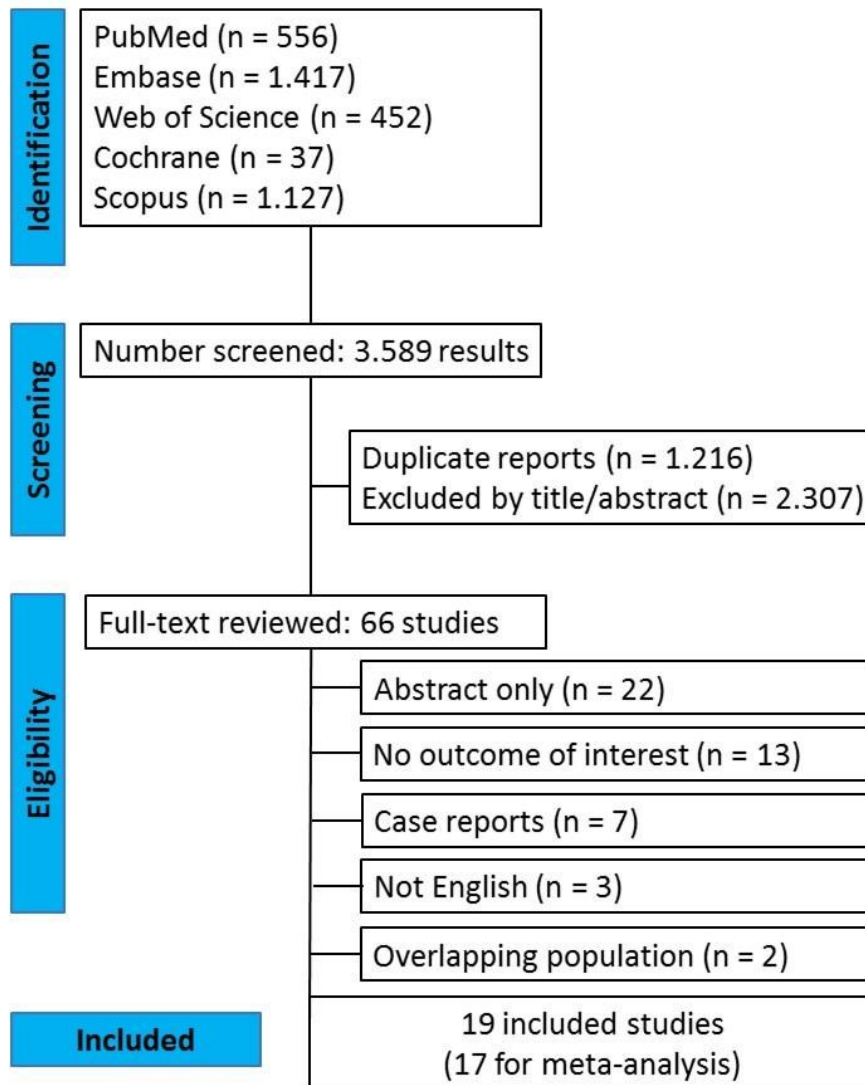 Identification
PubMed (n = 556)
Embase (n = 1.417)
Web of Science (n = 452)
Cochrane (n = 37)
Scopus (n = 1.127)
Screening
Number screened: 3.589 results
Duplicate reports (n = 1.216)
Excluded by title/abstract (n = 2.307)
Eligibility
Full-text reviewed: 66 studies
Abstract only (n = 22)
No outcome of interest (n = 13)
Case reports (n = 7)
Not English (n = 3)
Overlapping population (n = 2)
Included
19 included studies
(17 for meta-analysis)